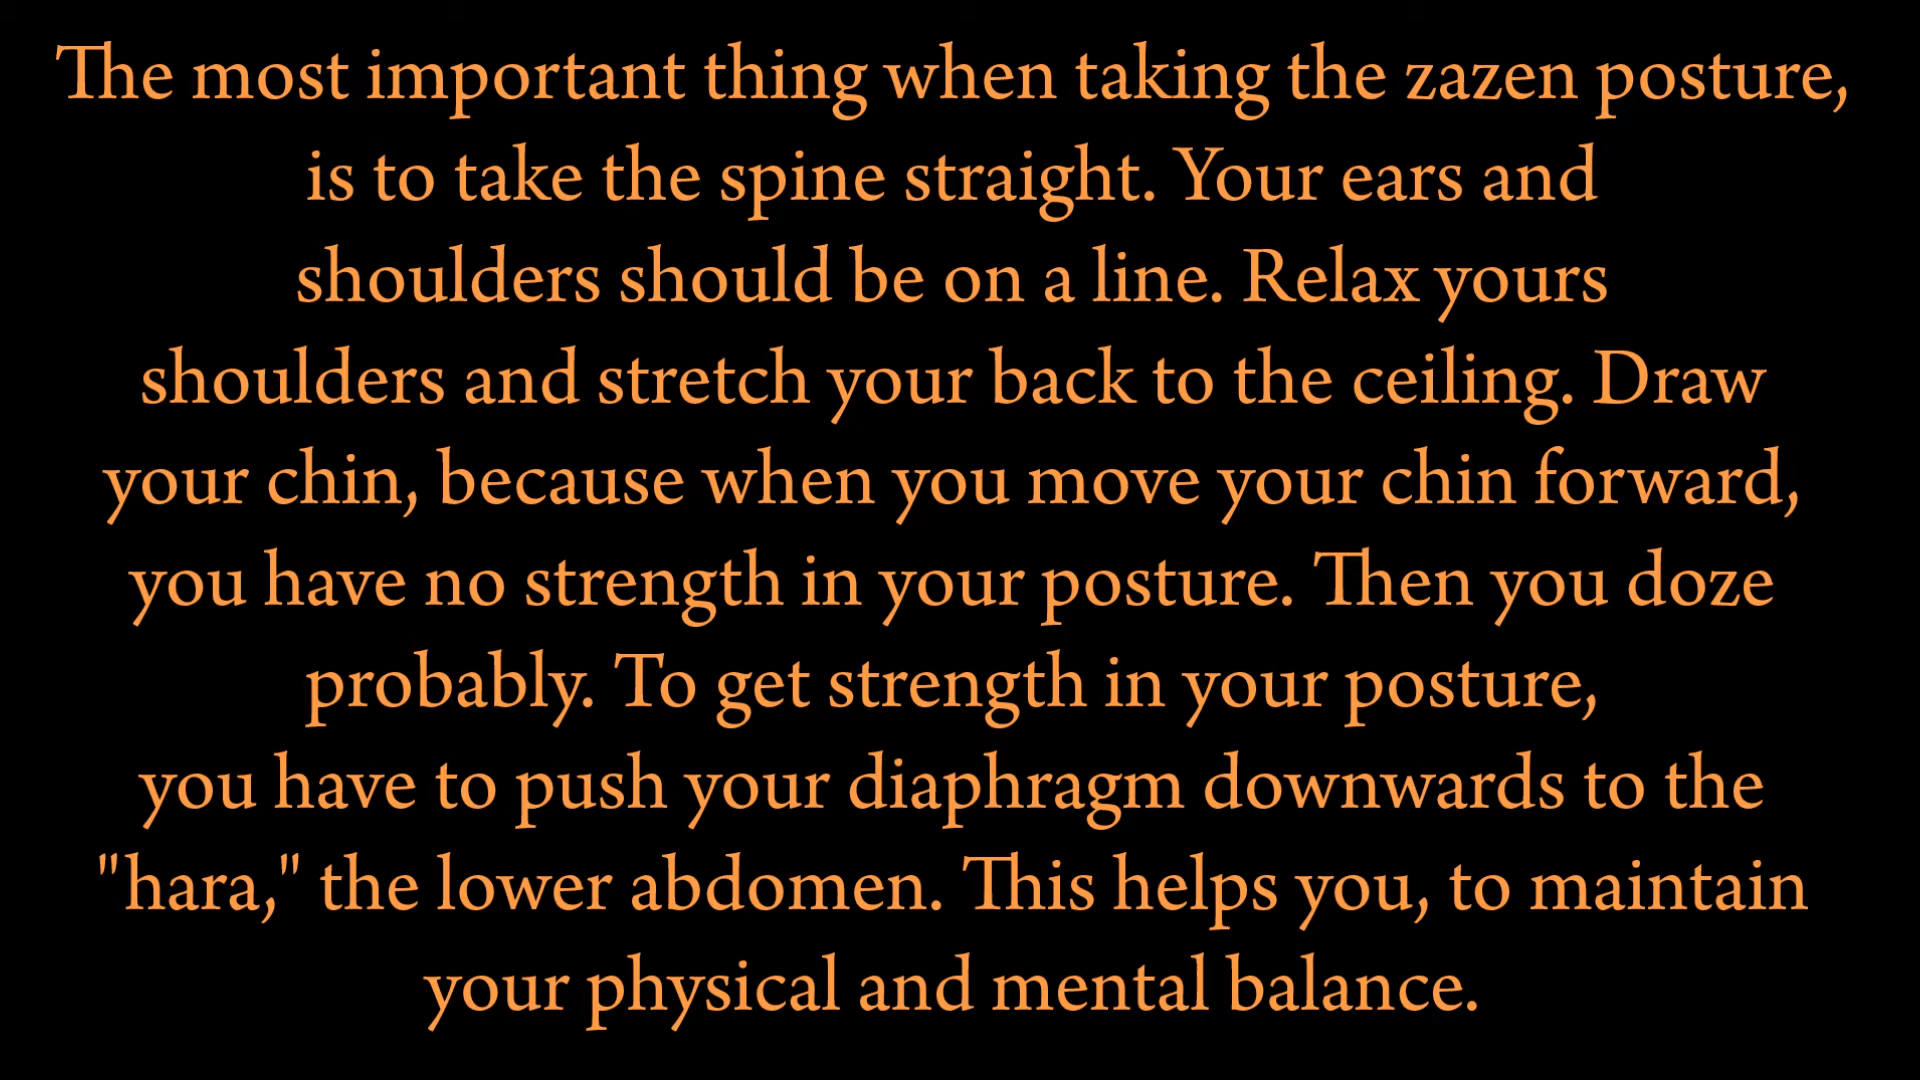 The most important thing when taking the zazen posture,
is to take the spine straight. Your ears and
shoulders should be on a line. Relax yours
shoulders and stretch your back to the ceiling. Draw
your chin, because when you move your chin forward,
you have no strength in your posture. Then you doze
probably. To get strength in your posture,
you have to push your diaphragm downwards to the
"hara," the lower abdomen. This helps you, to maintain
your physical and mental balance.